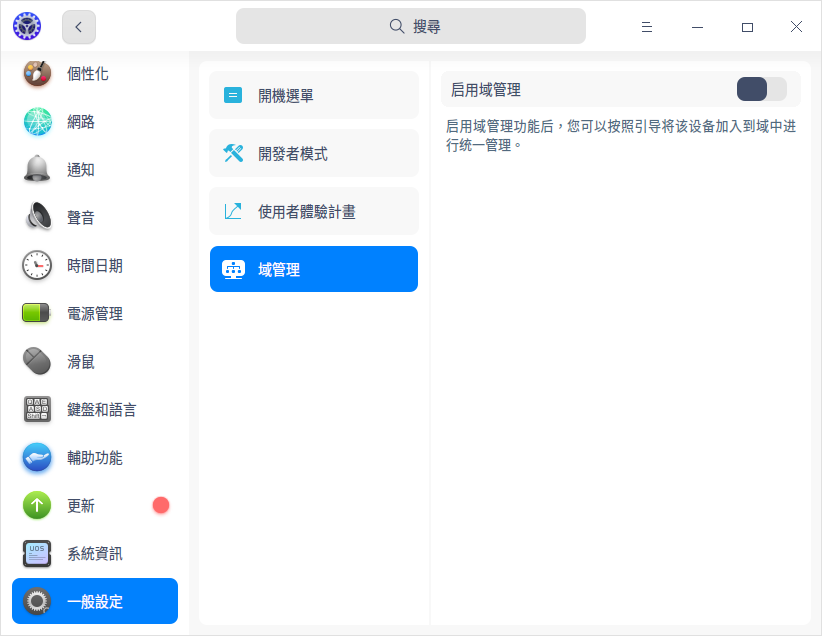 搜尋
個性化
網路
通知
聲音
時間日期
電源管理
滑鼠
鍵盤和語言
輔助功能
更新
系統資訊
UOS
一般設定
開機選單
開發者模式
使用者體驗計畫
域管理
启用域管理
启用域管理功能后，您可以按照引导将该设备加入到域中进
行统一管理。